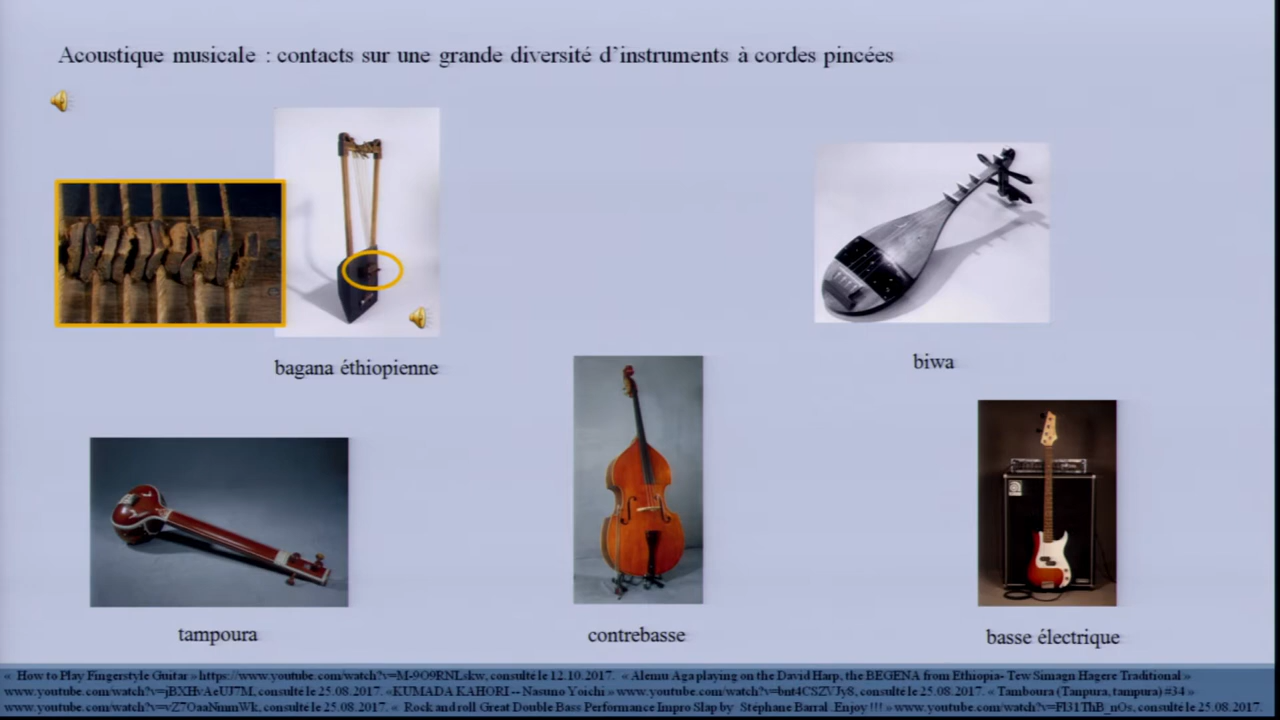 Acoustique musicale : contacts sur une grande diversité d’instruments à cordes pincées
bagana éthiopienne
biwa
tampoura
contrebasse
basse électrique
« How to Play Fingerstyle Guitar » https://www.youtube.com/watch?v=M-9O9RNLskw, consulté le 12.10.2017. « Alemu Aga playing on the David Harp, the BEGENA from Ethiopia- Tew Simagn Hagere Traditional »
www.youtube.com/watch?v=jBXHvAeUJ7M, consulté le 25.08.2017. «KUMADA KAHORI -- Nasuno Yoichi » www.youtube.com/watch?v=bnt4CSZVJy8, consulté le 25.08.2017. « Tamboura (Tanpura, tampura) #34 »
www.youtube.com/watch?v=vZ7OaaNmmWk, consulté le 25.08.2017. « Rock and roll Great Double Bass Performance Impro Slap by Stéphane Barral .Enjoy !!! » www.youtube.com/watch?v=Fl31ThB_nOs, consulté le 25.08.2017.